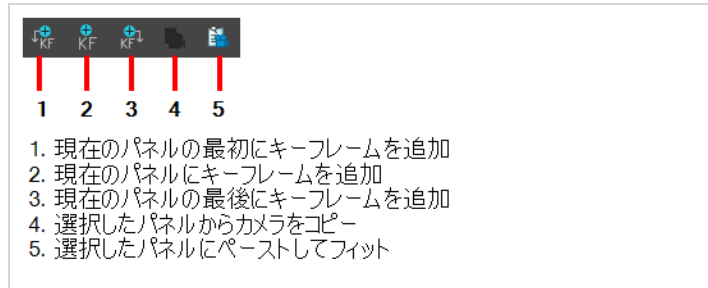 KF KF KF
1 2 3 4 5
1. 現在のパネルの最初にキーフレームを追加
2. 現在のパネルにキーフレームを追加
3. 現在のパネルの最後にキーフレームを追加
4. 選択したパネルからカメラをコピー
5. 選択したパネルにペーストしてフィット